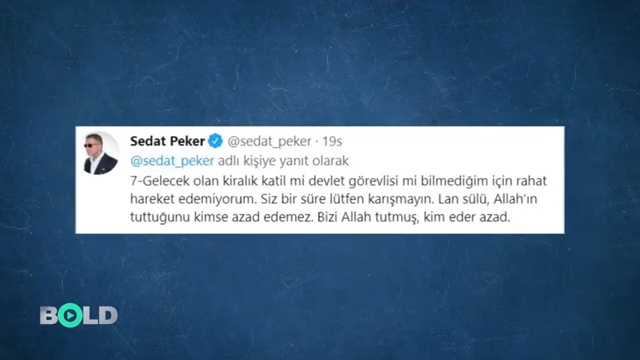 Sedat Peker @sedat_peker · 19s
@sedat_peker adlı kişiye yanıt olarak
7-Gelecek olan kiralık katil mi devlet görevlisi mi bilmediğim için rahat
hareket edemiyorum. Siz bir süre lütfen karışmayın. Lan sülü, Allah'ın
tuttuğunu kimse azad edemez. Bizi Allah tutmuş, kim eder azad.
BOLD